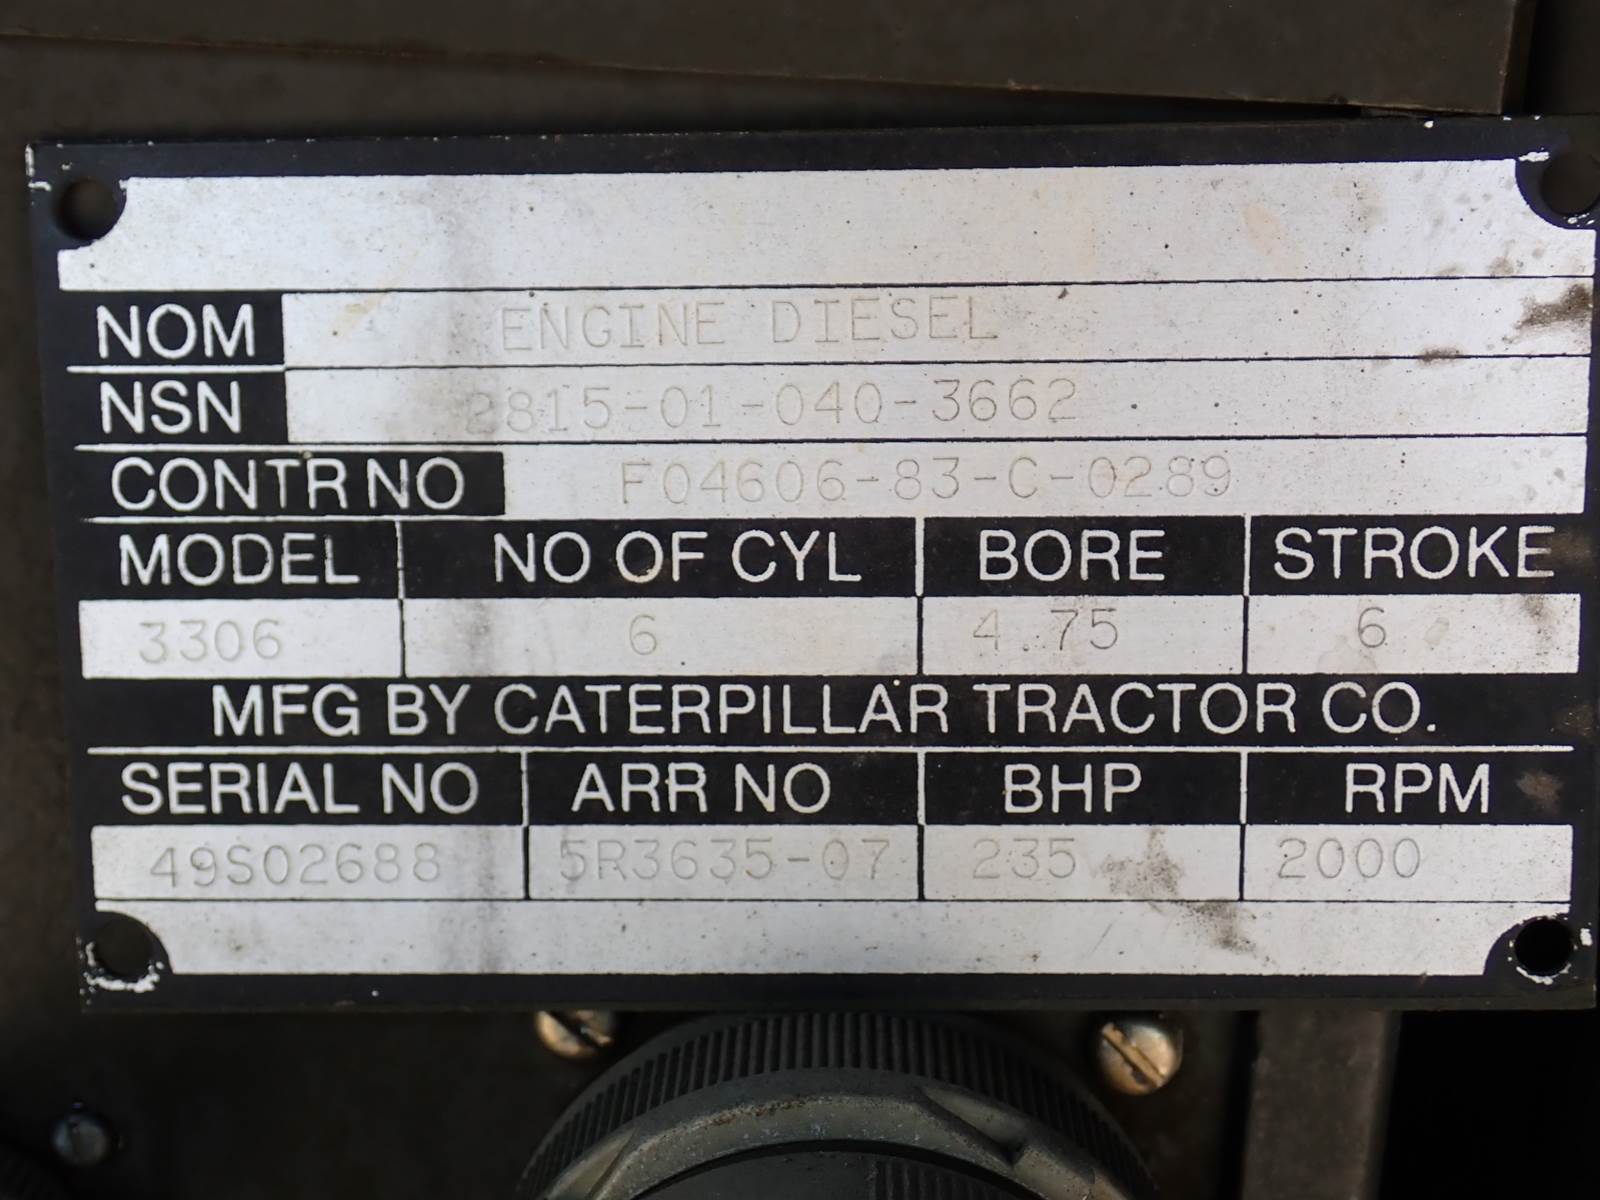 NOM ENGINE DIESEL
NSN 2815-01-040-3662
CONTR NO F04606-83-C-0289
MODEL NO OF CYL BORE STROKE
3306 6 4.75 6
MFG BY CATERPILLAR TRACTOR CO.
SERIAL NO ARR NO BHP RPM
49S02688 5R3635-07 235 2000